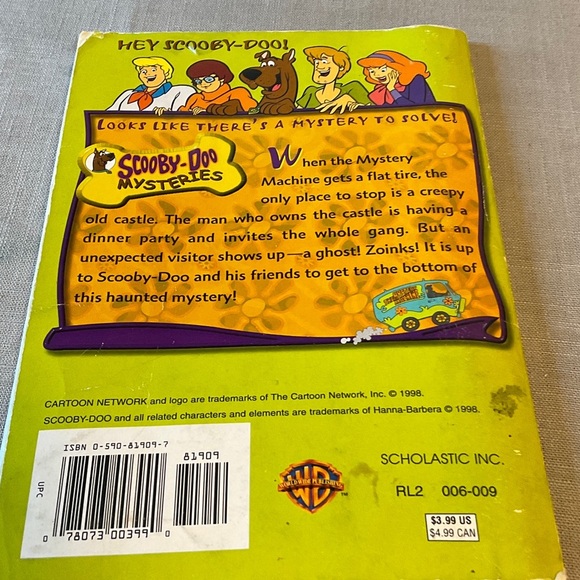 HEY SCOOBY-DOO!
LOOKS LIKE THERE'S A MYSTERY TO SOLVE!
SCOOBY-DOO
MYSTERIES
When the Mystery
Machine gets a flat tire, the
only place to stop is a creepy
old castle. The man who owns the castle is having a
dinner party and invites the whole gang. But an
unexpected visitor shows up—a ghost! Zoinks! It is up
to Scooby-Doo and his friends to get to the bottom of
this haunted mystery!
CARTOON NETWORK and logo are trademarks of The Cartoon Network, Inc. © 1998.
SCOOBY-DOO and all related characters and elements are trademarks of Hanna-Barbera © 1998.
ISBN 0-590-81909-7
81909
UPC
0 78073 00399 0
WB
WORLDWIDE PUBLISHING
TM
SCHOLASTIC INC.
RL2 006-009
$3.99 US
$4.99 CAN